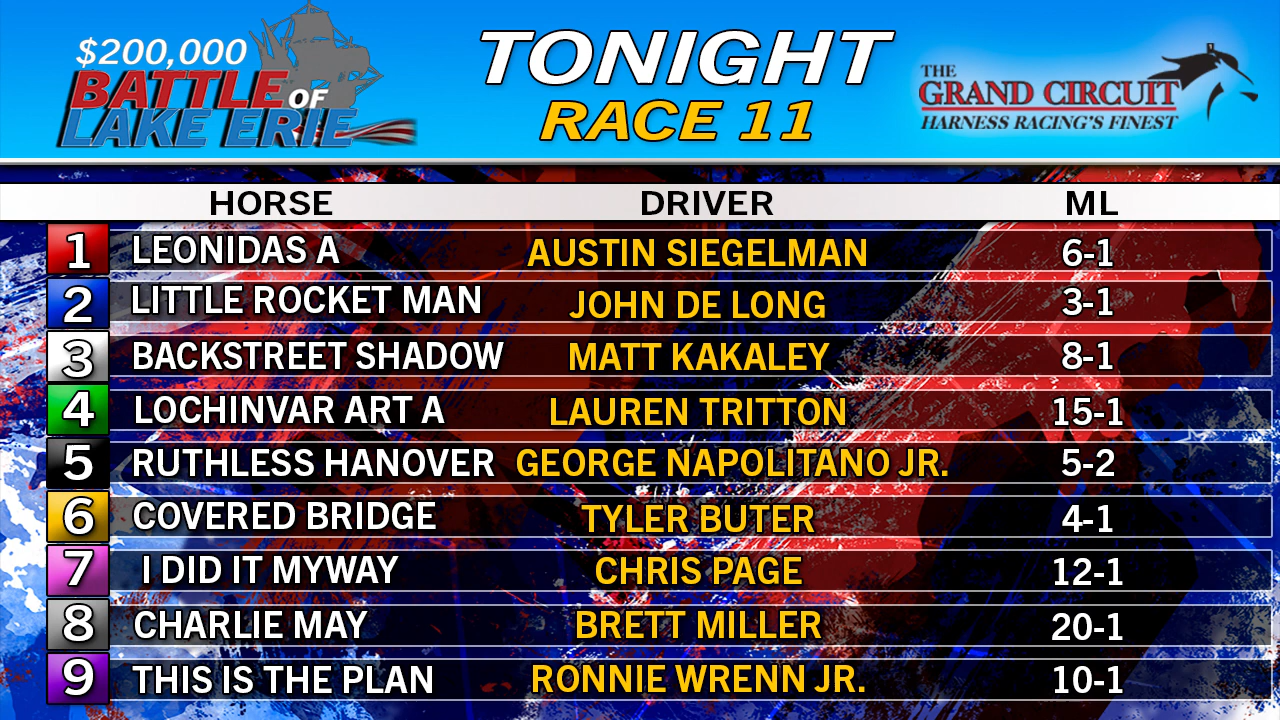 $200,000
BATTLE OF
LAKE ERIE
TONIGHT
RACE 11
THE
GRAND CIRCUIT
HARNESS RACING'S FINEST
HORSE DRIVER ML
1 LEONIDAS A AUSTIN SIEGELMAN 6-1
2 LITTLE ROCKET MAN JOHN DE LONG 3-1
3 BACKSTREET SHADOW MATT KAKALEY 8-1
4 LOCHINVAR ART A LAUREN TRITTON 15-1
5 RUTHLESS HANOVER GEORGE NAPOLITANO JR. 5-2
6 COVERED BRIDGE TYLER BUTER 4-1
7 I DID IT MYWAY CHRIS PAGE 12-1
8 CHARLIE MAY BRETT MILLER 20-1
9 THIS IS THE PLAN RONNIE WRENN JR. 10-1